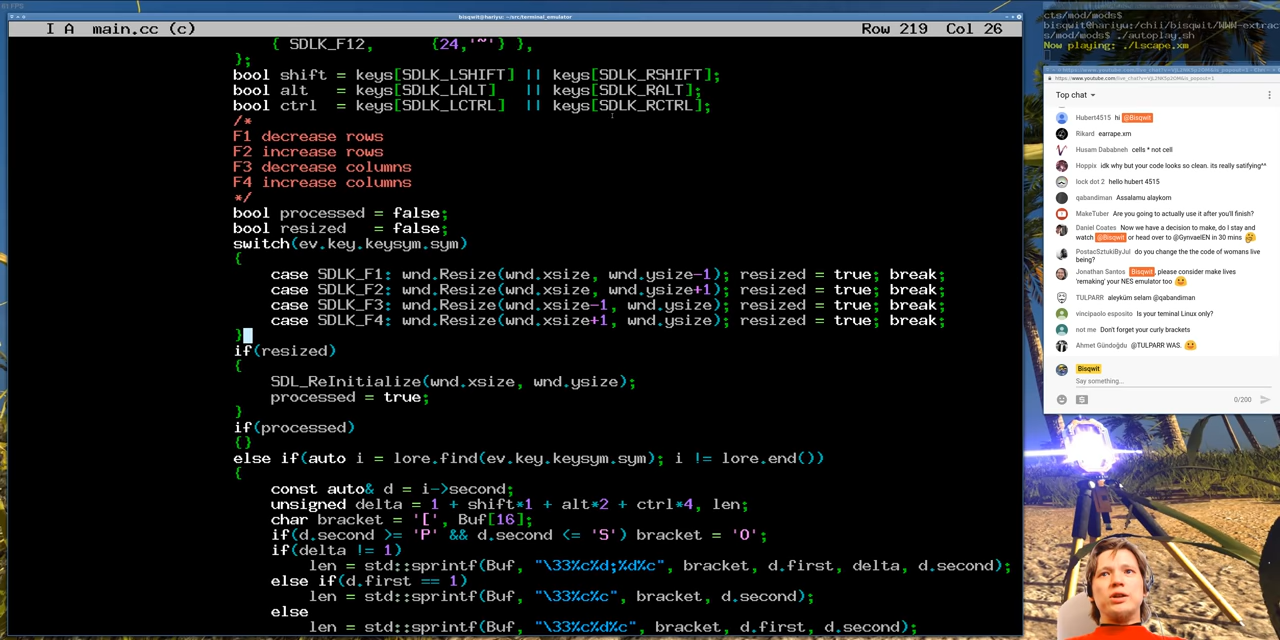 bisqwit@hariyu: ~/src/terminal_emulator
I A  main.cc (c)  Row 219  Col 26
{ SDLK_F12,       {24,'~'} },
};
bool shift = keys[SDLK_LSHIFT] || keys[SDLK_RSHIFT];
bool alt   = keys[SDLK_LALT]   || keys[SDLK_RALT];
bool ctrl  = keys[SDLK_LCTRL]  || keys[SDLK_RCTRL];
/*
F1 decrease rows
F2 increase rows
F3 decrease columns
F4 increase columns
*/
bool processed = false;
bool resized   = false;
switch(ev.key.keysym.sym)
{
case SDLK_F1: wnd.Resize(wnd.xsize, wnd.ysize-1); resized = true; break;
case SDLK_F2: wnd.Resize(wnd.xsize, wnd.ysize+1); resized = true; break;
case SDLK_F3: wnd.Resize(wnd.xsize-1, wnd.ysize); resized = true; break;
case SDLK_F4: wnd.Resize(wnd.xsize+1, wnd.ysize); resized = true; break;
}
if(resized)
{
SDL_ReInitialize(wnd.xsize, wnd.ysize);
processed = true;
}
if(processed)
{}
else if(auto i = lore.find(ev.key.keysym.sym); i != lore.end())
{
const auto& d = i->second;
unsigned delta = 1 + shift*1 + alt*2 + ctrl*4, len;
char bracket = '[', Buf[16];
if(d.second >= 'P' && d.second <= 'S') bracket = 'O';
if(delta != 1)
len = std::sprintf(Buf, "\33%c%d;%d%c", bracket, d.first, delta, d.second);
else if(d.first == 1)
len = std::sprintf(Buf, "\33%c%c", bracket, d.second);
else
len = std::sprintf(Buf, "\33%c%d%c", bracket, d.first, d.second);
cts/mod/mods$
bisqwit@hariyu:/chii/bisqwit/WWW-extrac
ts/mod/mods$ ./autoplay.sh
Now playing: ./Lscape.xm
Top chat
Hubert4515 hi @Bisqwit
Rikard earrape.xm
Husam Dababneh cells * not cell
Hoppix idk why but your code looks so clean. its really satifying^^
lock dot 2 hello hubert 4515
qabandiman Assalamu alaykom
MakeTuber Are you going to actually use it after you'll finish?
Daniel Coates Now we have a decision to make, do I stay and
watch @Bisqwit or head over to @GynvaelEN in 30 mins
PostacSztukiByJul do you change the the code of womans live
being?
Jonathan Santos Bisqwit, please consider make lives
'remaking' your NES emulator too
TULPARR aleyküm selam @qabandiman
vincipaolo esposito Is your teminal Linux only?
not me Don't forget your curly brackets
Ahmet Gündoğdu @TULPARR WAS.
Bisqwit
Say something...
0/200